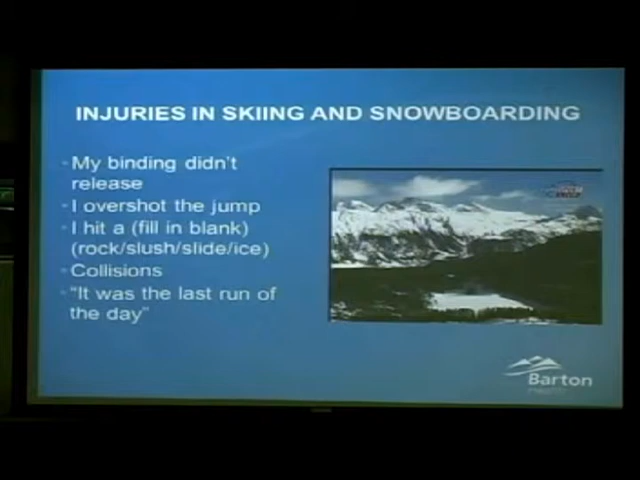 INJURIES IN SKIING AND SNOWBOARDING
My binding didn't
release
I overshot the jump
I hit a (fill in blank)
(rock/slush/slide/ice)
Collisions
"It was the last run of
the day"
Barton